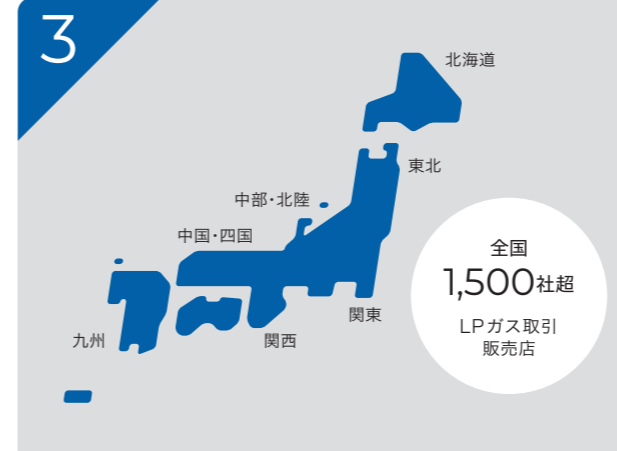 3
北海道
東北
中部・北陸
中国・四国
全国
1,500社超
LPガス取引
販売店
関東
関西
九州